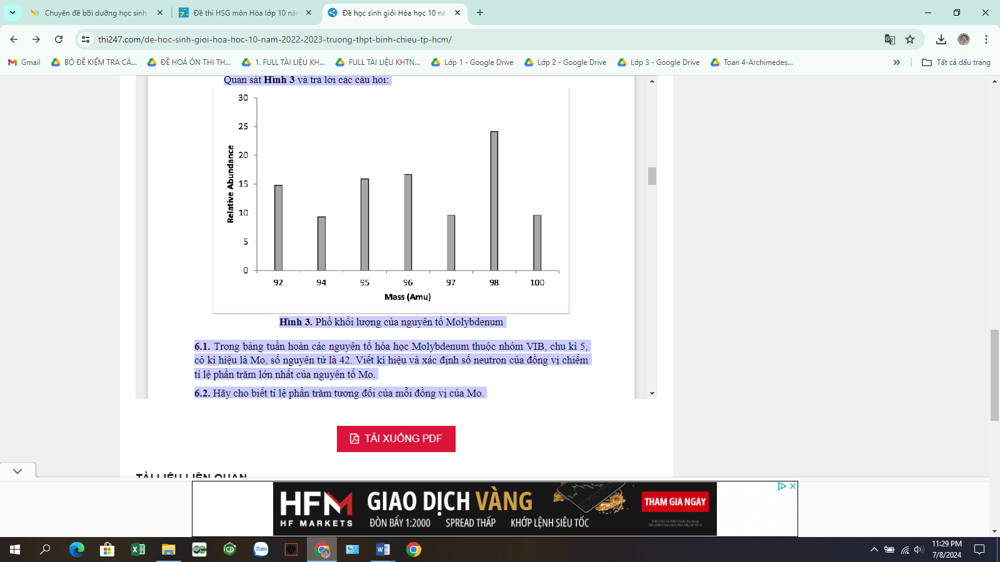 Chuyên đề bồi dưỡng học sinh
Đề thi HSG môn Hóa lớp 10 năm
Đề học sinh giỏi Hóa học 10 nă
thi247.com/de-hoc-sinh-gioi-hoa-hoc-10-nam-2022-2023-truong-thpt-binh-chieu-tp-hcm/
Gmail
BỘ ĐỀ KIỂM TRA CÁ...
ĐỀ HOÁ ÔN THI TH...
1. FULL TÀI LIỆU KH...
FULL TÀI LIỆU KHTN...
Lớp 1 - Google Drive
Lớp 2 - Google Drive
Lớp 3 - Google Drive
Toan 4-Archimedes...
Tất cả dấu trang
Quan sát Hình 3 và trả lời các câu hỏi:
30
25
20
15
10
5
0
Relative Abundance
92 94 95 96 97 98 100
Mass (Amu)
Hình 3. Phổ khối lượng của nguyên tố Molybdenum
6.1. Trong bảng tuần hoàn các nguyên tố hóa học Molybdenum thuộc nhóm VIB, chu kì 5,
có kí hiệu là Mo, số nguyên tử là 42. Viết kí hiệu và xác định số neutron của đồng vị chiếm
tỉ lệ phần trăm lớn nhất của nguyên tố Mo.
6.2. Hãy cho biết tỉ lệ phần trăm tương đối của mỗi đồng vị của Mo.
TẢI XUỐNG PDF
TÀI LIỆU LIÊN QUAN
HFM
HF MARKETS
GIAO DỊCH VÀNG
ĐÒN BẨY 1:2000 SPREAD THẤP KHỚP LỆNH SIÊU TỐC
THAM GIA NGAY
Zalo
11:29 PM
7/8/2024